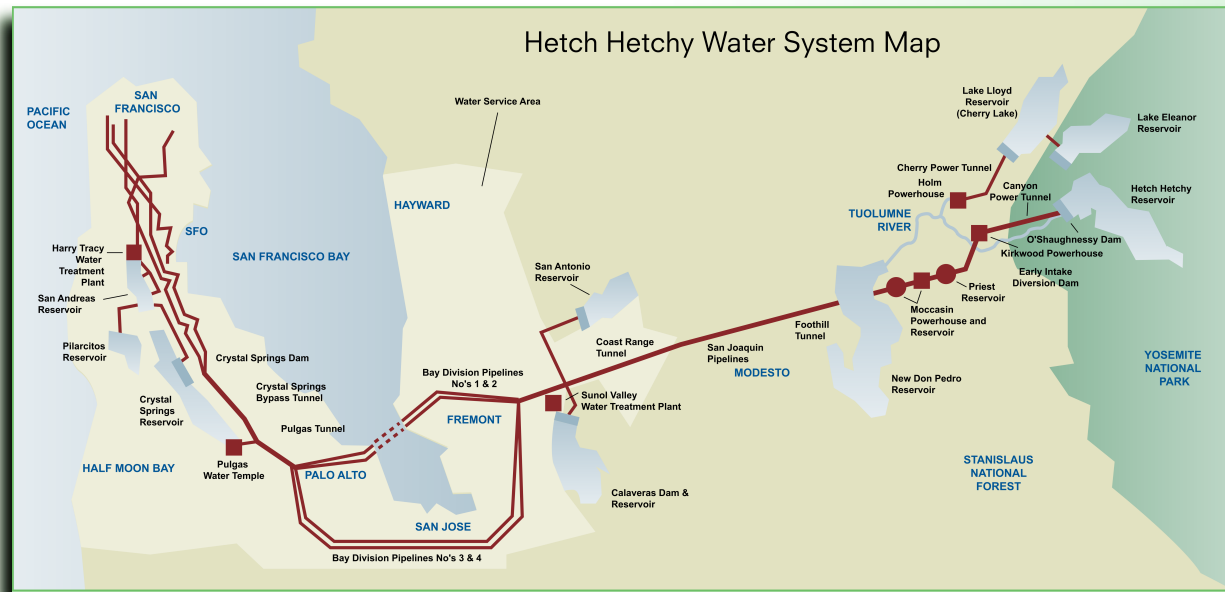 Hetch Hetchy Water System Map
PACIFIC
OCEAN
SAN
FRANCISCO
Water Service Area
Lake Lloyd
Reservoir
(Cherry Lake)
Lake Eleanor
Reservoir
Cherry Power Tunnel
Holm
Powerhouse
Canyon
Power Tunnel
Hetch Hetchy
Reservoir
HAYWARD
TUOLUMNE
RIVER
SFO
O'Shaughnessy Dam
Kirkwood Powerhouse
Harry Tracy
Water
Treatment
Plant
SAN FRANCISCO BAY
San Antonio
Reservoir
Early Intake
Diversion Dam
Priest
Reservoir
San Andreas
Reservoir
Moccasin
Powerhouse and
Reservoir
Foothill
Tunnel
Pilarcitos
Reservoir
Coast Range
Tunnel
San Joaquin
Pipelines
MODESTO
Crystal Springs Dam
YOSEMITE
NATIONAL
PARK
Bay Division Pipelines
No's 1 & 2
New Don Pedro
Reservoir
Crystal Springs
Bypass Tunnel
Crystal
Springs
Reservoir
Sunol Valley
Water Treatment Plant
FREMONT
Pulgas Tunnel
HALF MOON BAY
Pulgas
Water Temple
PALO ALTO
STANISLAUS
NATIONAL
FOREST
Calaveras Dam &
Reservoir
SAN JOSE
Bay Division Pipelines No's 3 & 4